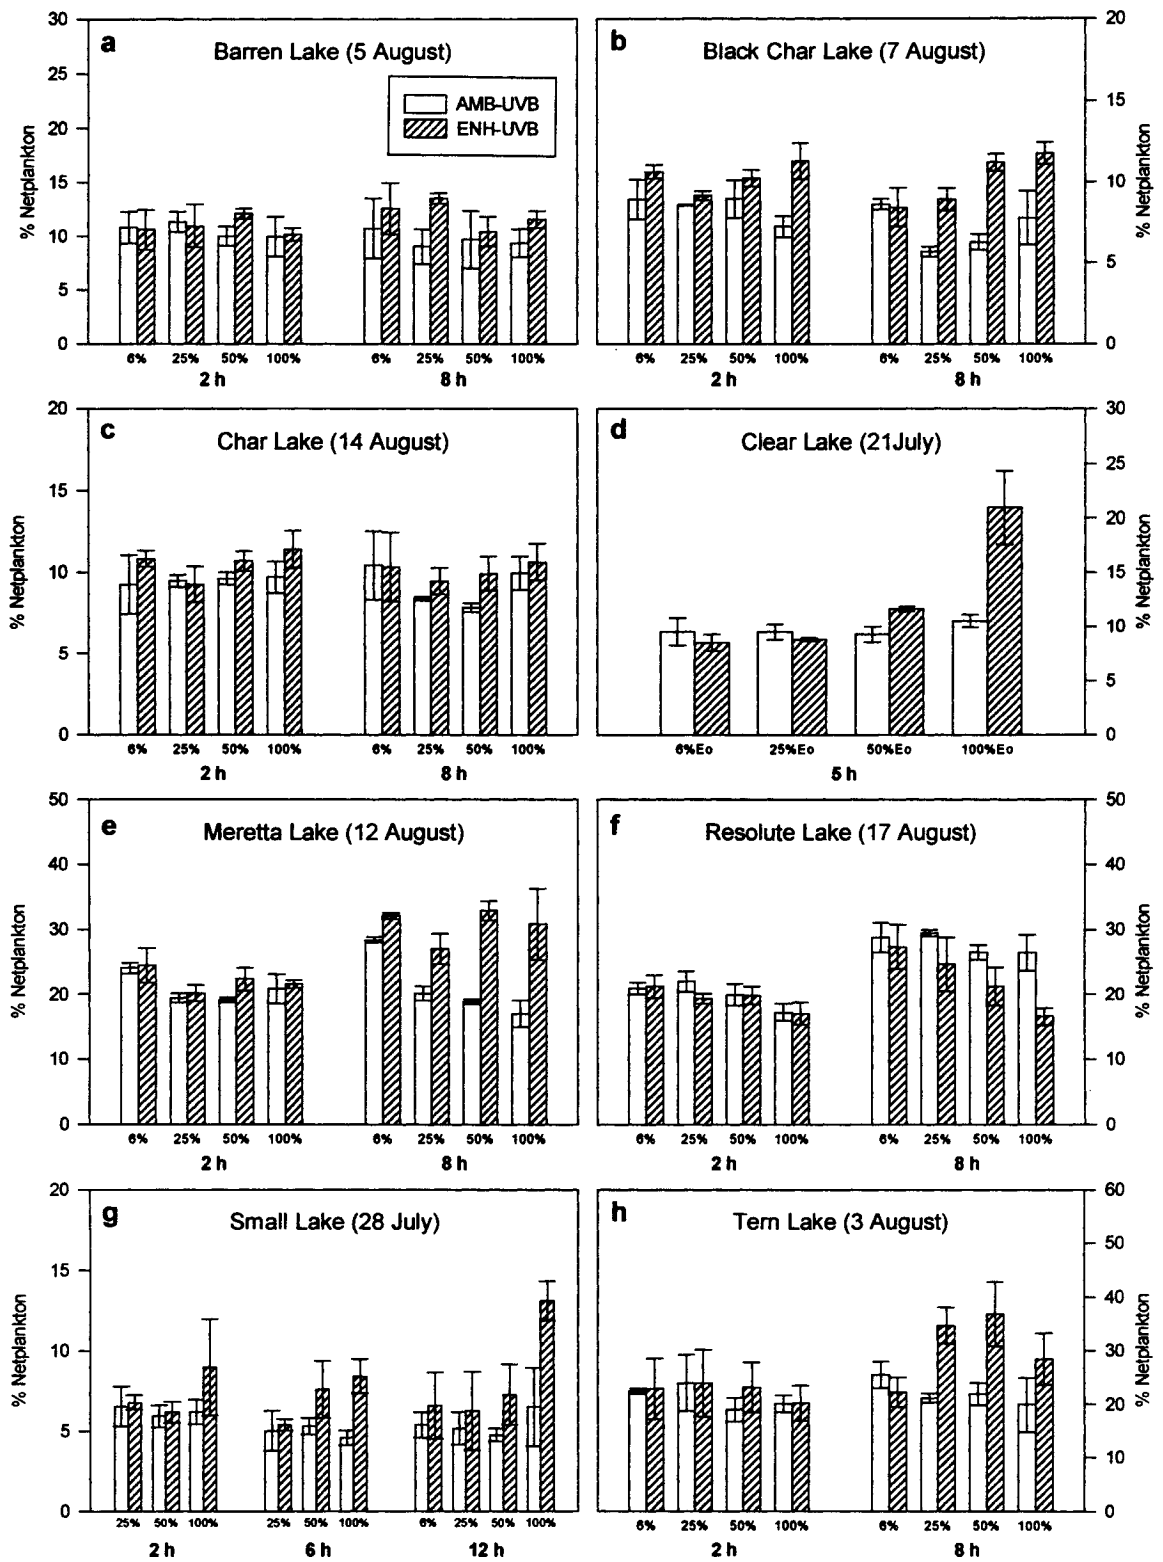 a
Barren Lake (5 August)
AMB-UVB
ENH-UVB
% Netplankton
30
25
20
15
10
5
0
6% 25% 50% 100% 6% 25% 50% 100%
2 h 8 h
b
Black Char Lake (7 August)
% Netplankton
20
15
10
5
0
6% 25% 50% 100% 6% 25% 50% 100%
2 h 8 h
c
Char Lake (14 August)
% Netplankton
20
15
10
5
0
6% 25% 50% 100% 6% 25% 50% 100%
2 h 8 h
d
Clear Lake (21July)
% Netplankton
30
25
20
15
10
5
0
6%Eo 25%Eo 50%Eo 100%Eo
5 h
e
Meretta Lake (12 August)
% Netplankton
50
40
30
20
10
0
6% 25% 50% 100% 6% 25% 50% 100%
2 h 8 h
f
Resolute Lake (17 August)
% Netplankton
50
40
30
20
10
0
6% 25% 50% 100% 6% 25% 50% 100%
2 h 8 h
g
Small Lake (28 July)
% Netplankton
20
15
10
5
0
25% 50% 100% 25% 50% 100% 6% 25% 50% 100%
2 h 6 h 12 h
h
Tern Lake (3 August)
% Netplankton
60
50
40
30
20
10
0
6% 25% 50% 100% 6% 25% 50% 100%
2 h 8 h